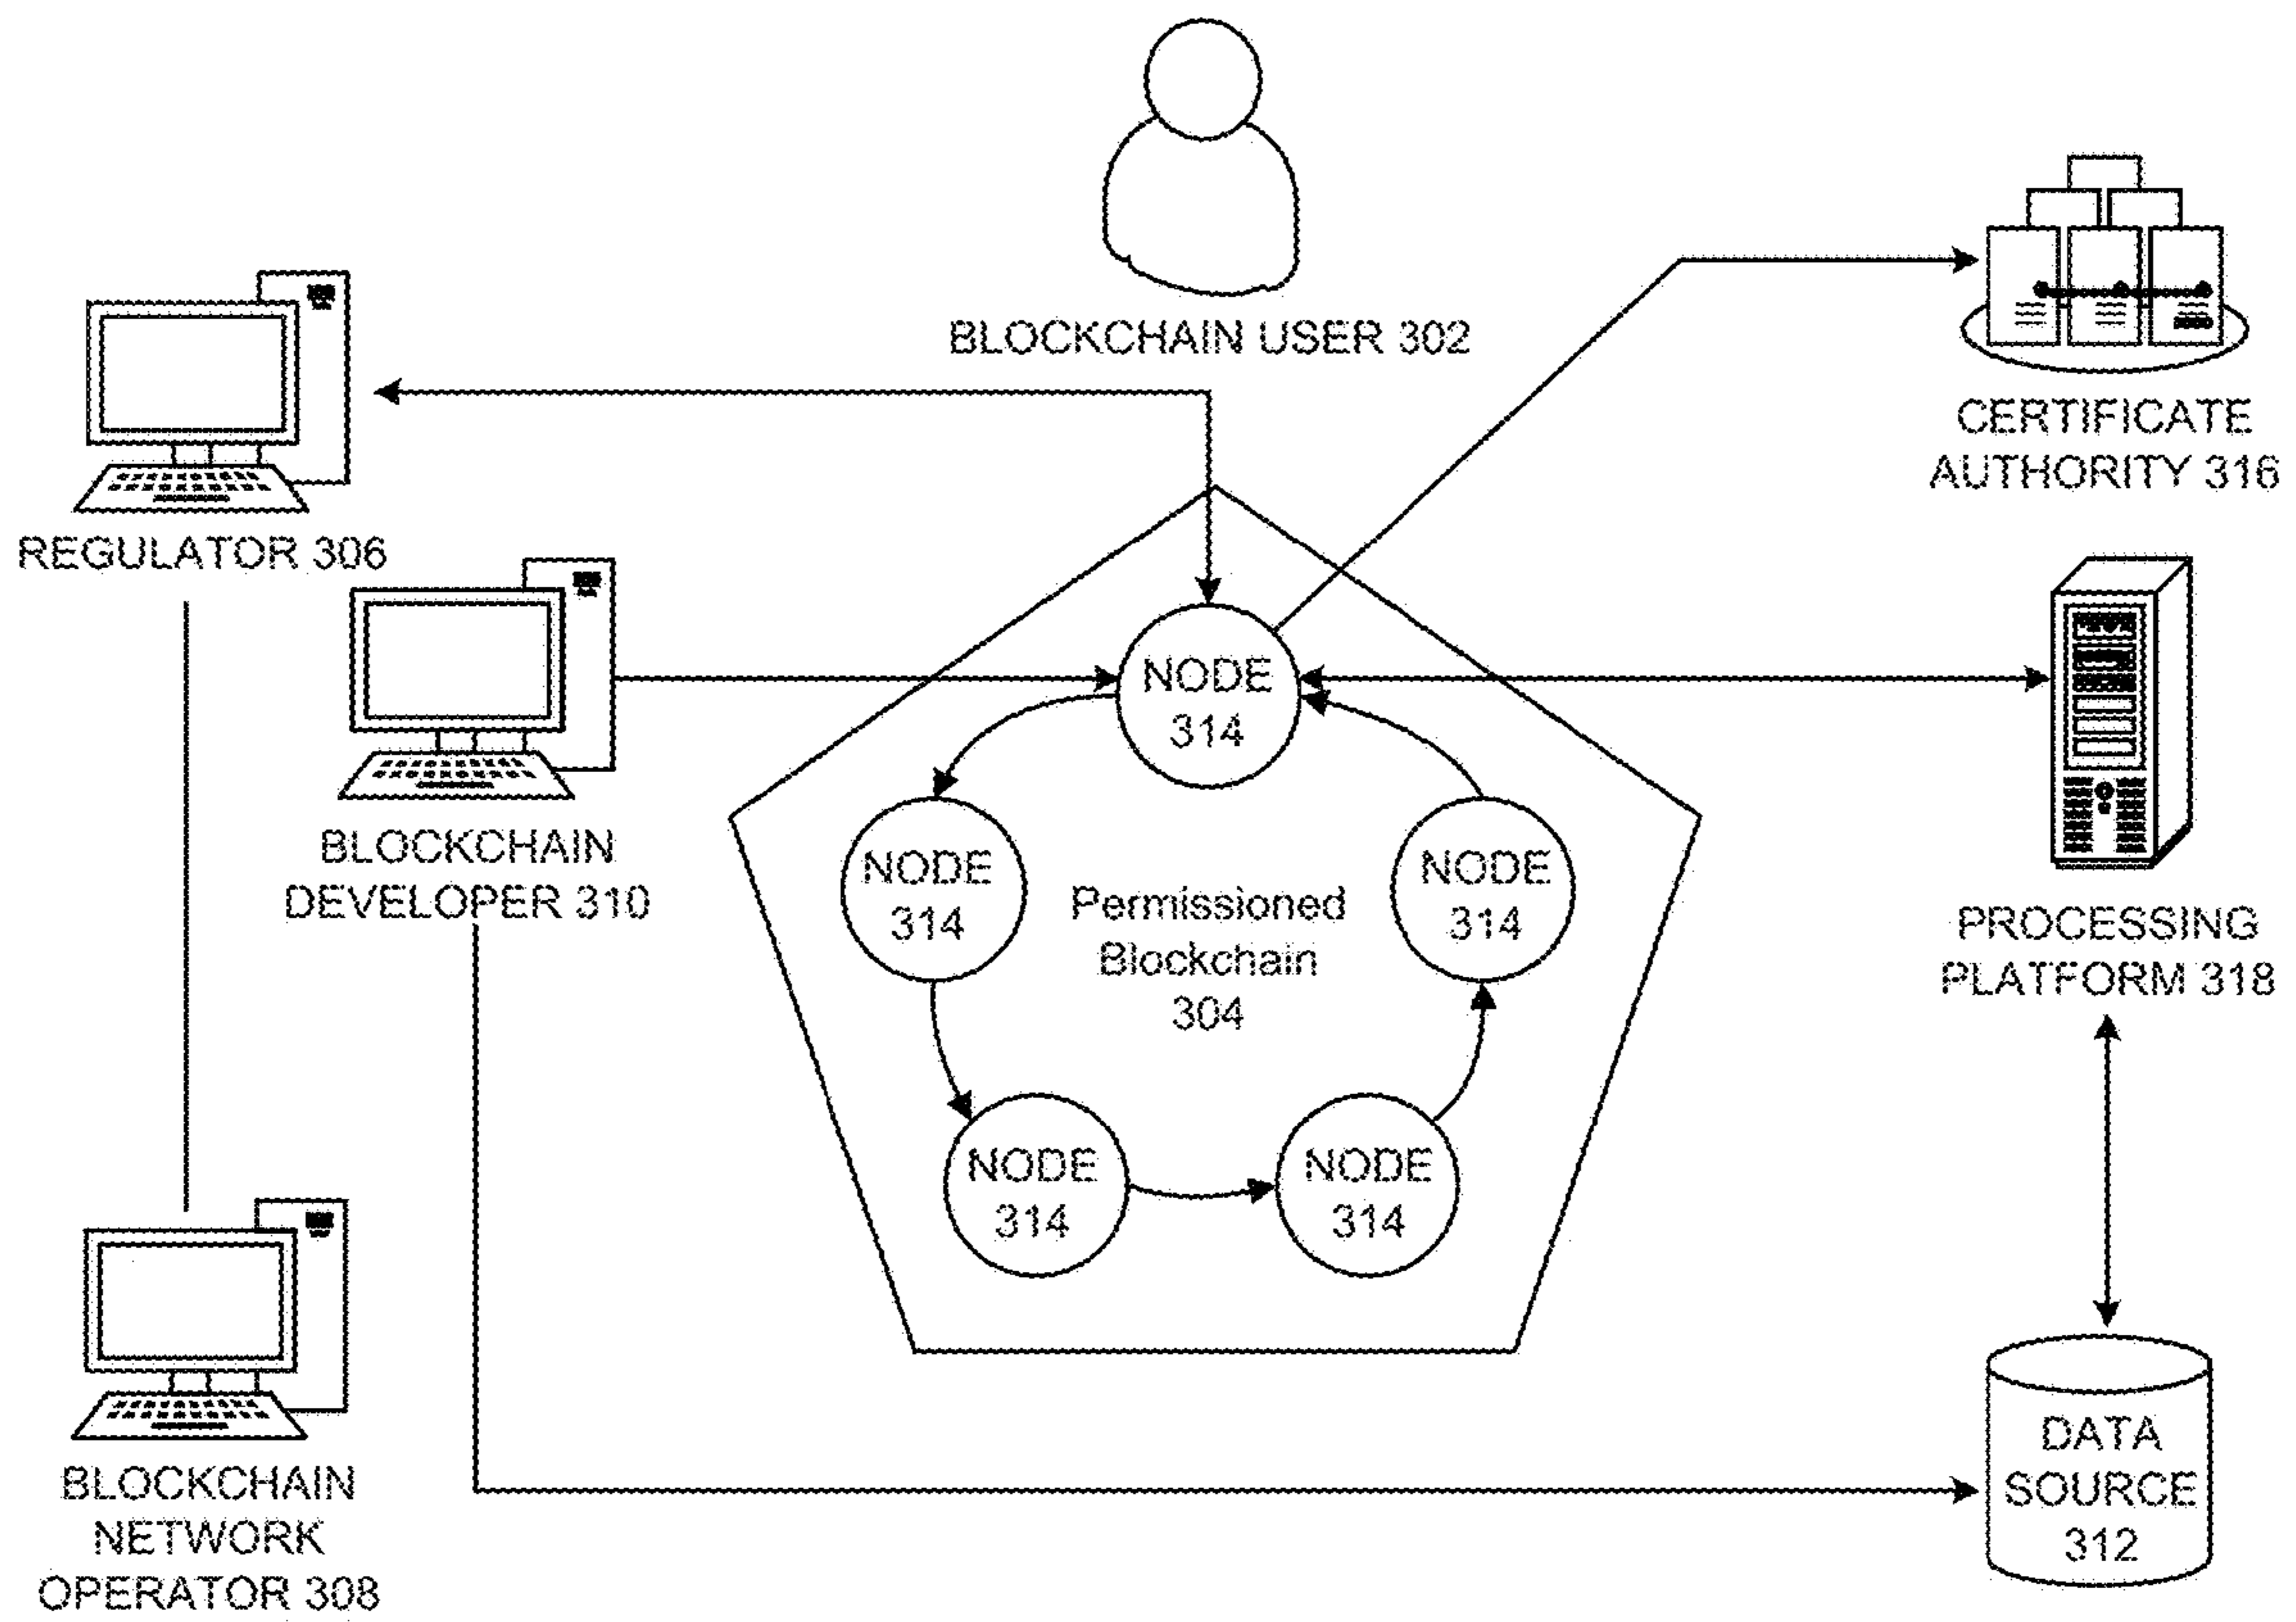 BLOCKCHAIN USER 302
CERTIFICATE
AUTHORITY 316
REGULATOR 306
NODE
314
BLOCKCHAIN
DEVELOPER 310
NODE
314
Permissioned
Blockchain
304
NODE
314
PROCESSING
PLATFORM 318
NODE
314
NODE
314
BLOCKCHAIN
NETWORK
OPERATOR 308
DATA
SOURCE
312